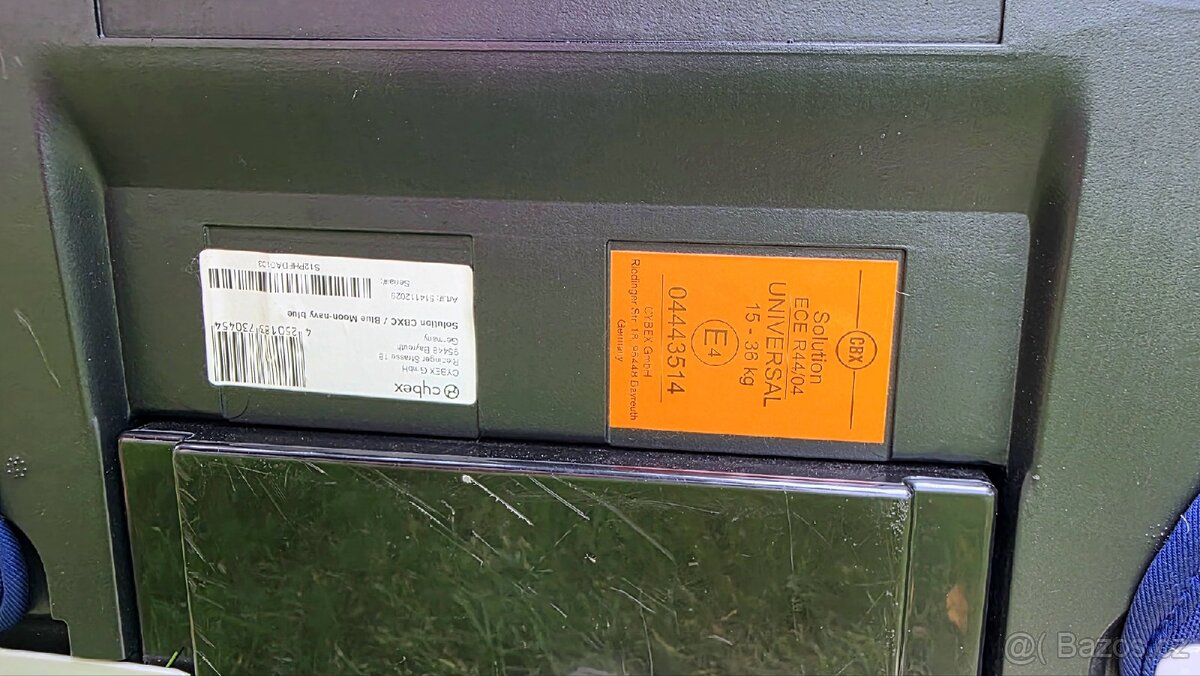 cybex
CYBEX GmbH
Riedinger Strasse 18
95448 Bayreuth
Germany
4 250183 730454
Solution CBXC / Blue Moon-navy blue
Art.#: 514112029
Serial#:
CBX
Solution
ECE R44/04
UNIVERSAL
15 - 36 kg
E4
04443514
CYBEX GmbH
Riedinger Str. 18, 95448 Bayreuth
Germany
@( Bazos.cz